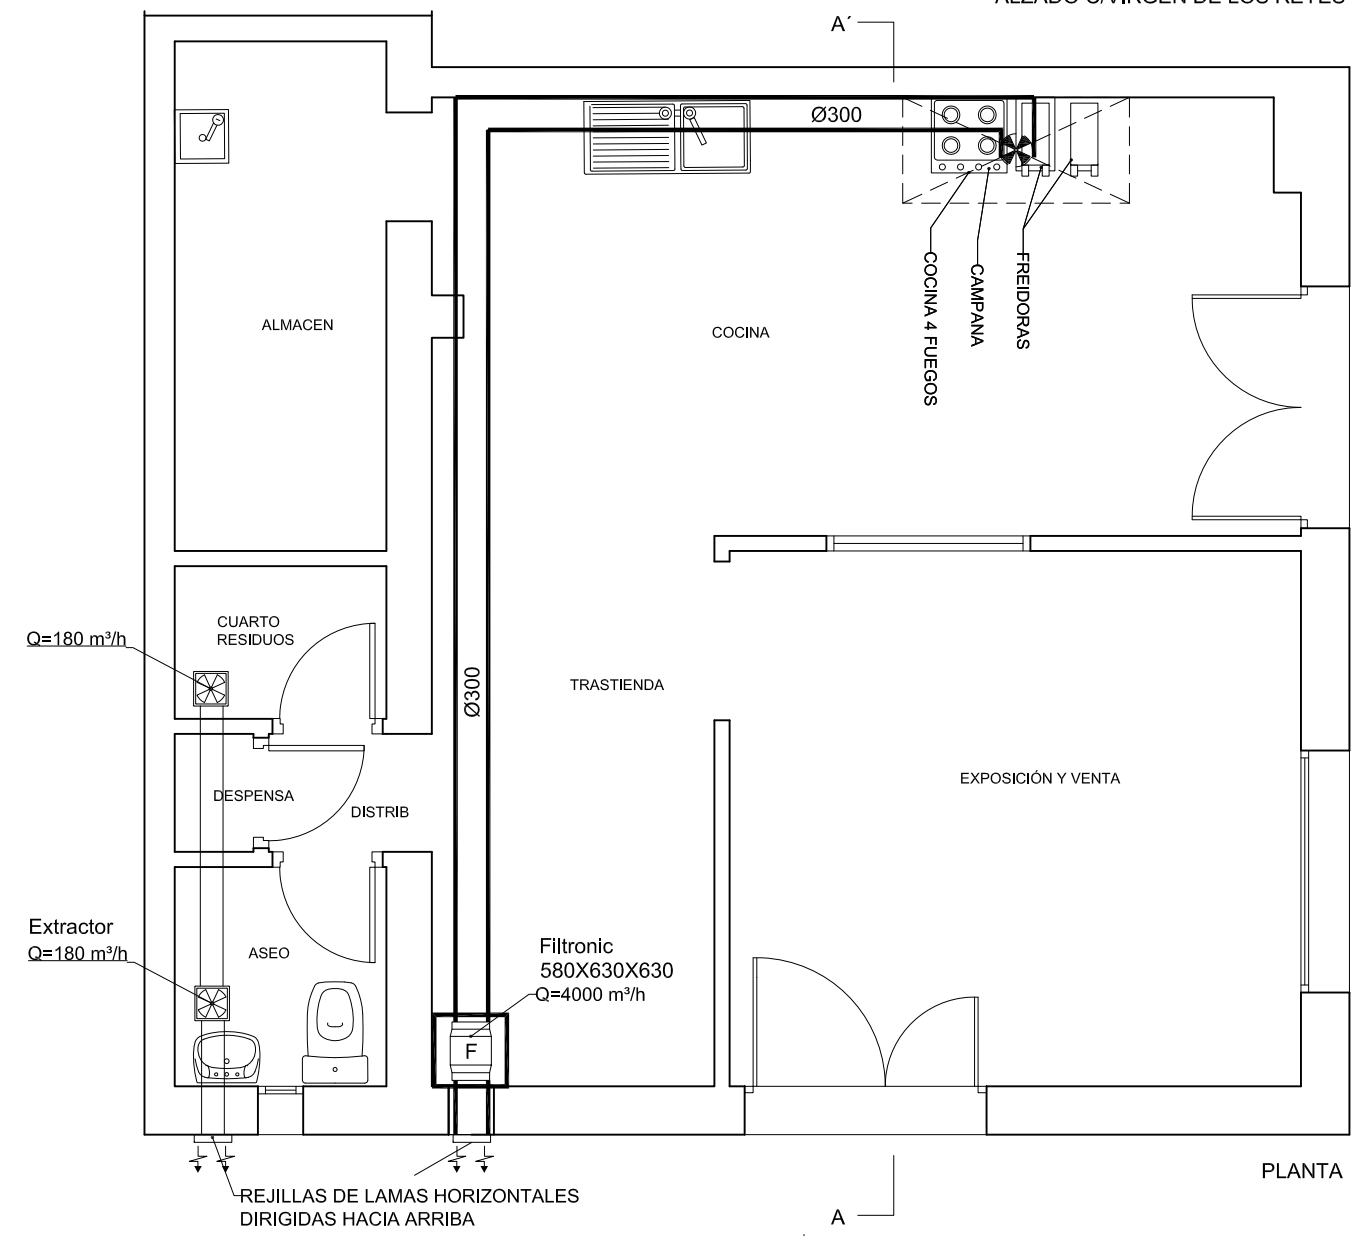 ALZADO C/VIRGEN DE LOS REYES
A´
Ø300
COCINA 4 FUEGOS
CAMPANA
FREIDORAS
ALMACEN
COCINA
CUARTO
RESIDUOS
Q=180 m³/h
Ø300
TRASTIENDA
EXPOSICIÓN Y VENTA
DESPENSA
DISTRIB
Extractor
Q=180 m³/h
ASEO
Filtronic
580X630X630
Q=4000 m³/h
F
PLANTA
REJILLAS DE LAMAS HORIZONTALES
DIRIGIDAS HACIA ARRIBA
A